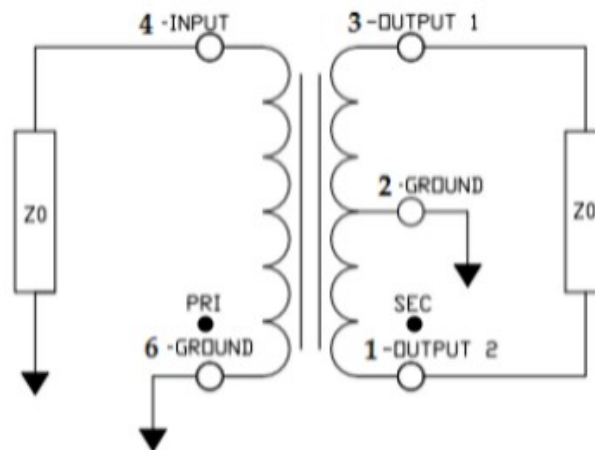 4 -INPUT
3 -OUTPUT 1
Z0
2 -GROUND
Z0
PRI
SEC
6 -GROUND
1 -OUTPUT 2